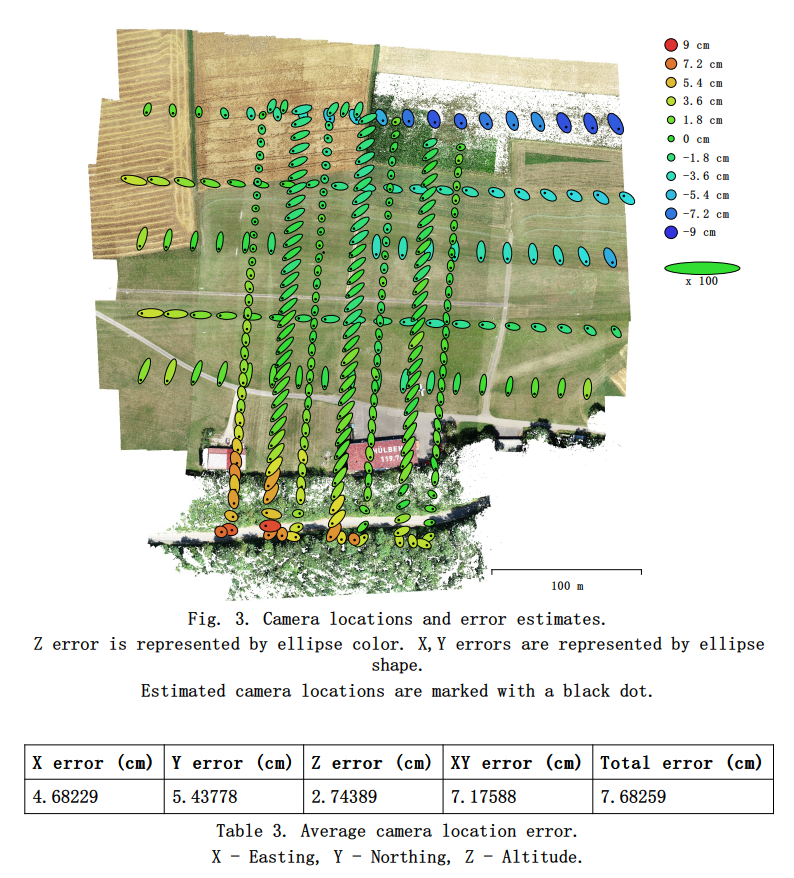 9 cm
7.2 cm
5.4 cm
3.6 cm
1.8 cm
0 cm
-1.8 cm
-3.6 cm
-5.4 cm
-7.2 cm
-9 cm
x 100
100 m
Fig. 3. Camera locations and error estimates.
Z error is represented by ellipse color. X,Y errors are represented by ellipse
shape.
Estimated camera locations are marked with a black dot.
X error (cm) Y error (cm) Z error (cm) XY error (cm) Total error (cm)
4.68229 5.43778 2.74389 7.17588 7.68259
Table 3. Average camera location error.
X - Easting, Y - Northing, Z - Altitude.